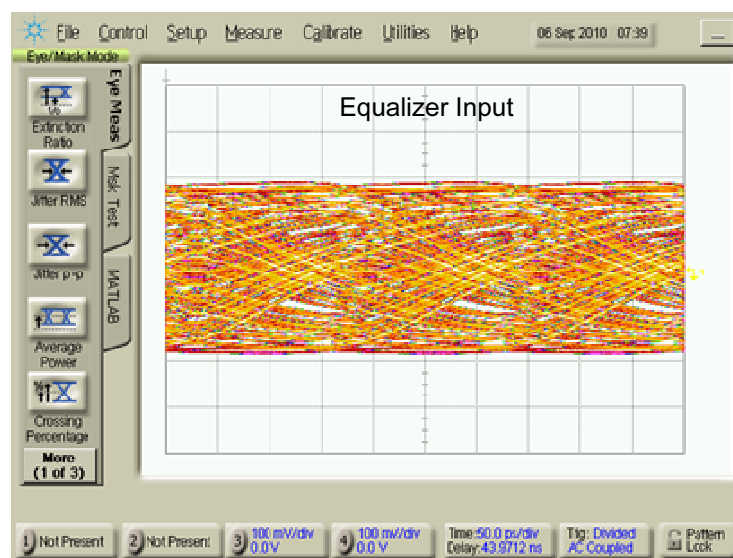 File Control Setup Measure Calibrate Utilities Help 06 Sep 2010 07:39
Eye/Mask Mode
Eye Meas
Msk Test
MATLAB
Extinction
Ratio
Jitter RMS
Jitter p-p
Average
Power
Crossing
Percentage
More
(1 of 3)
Equalizer Input
1) Not Present
2) Not Present
3) 100 mV/div
0.0 V
4) 100 mV/div
0.0 V
Time:50.0 ps/div
Delay:43.9712 ns
Trig: Divided
AC Coupled
Pattern
Lock